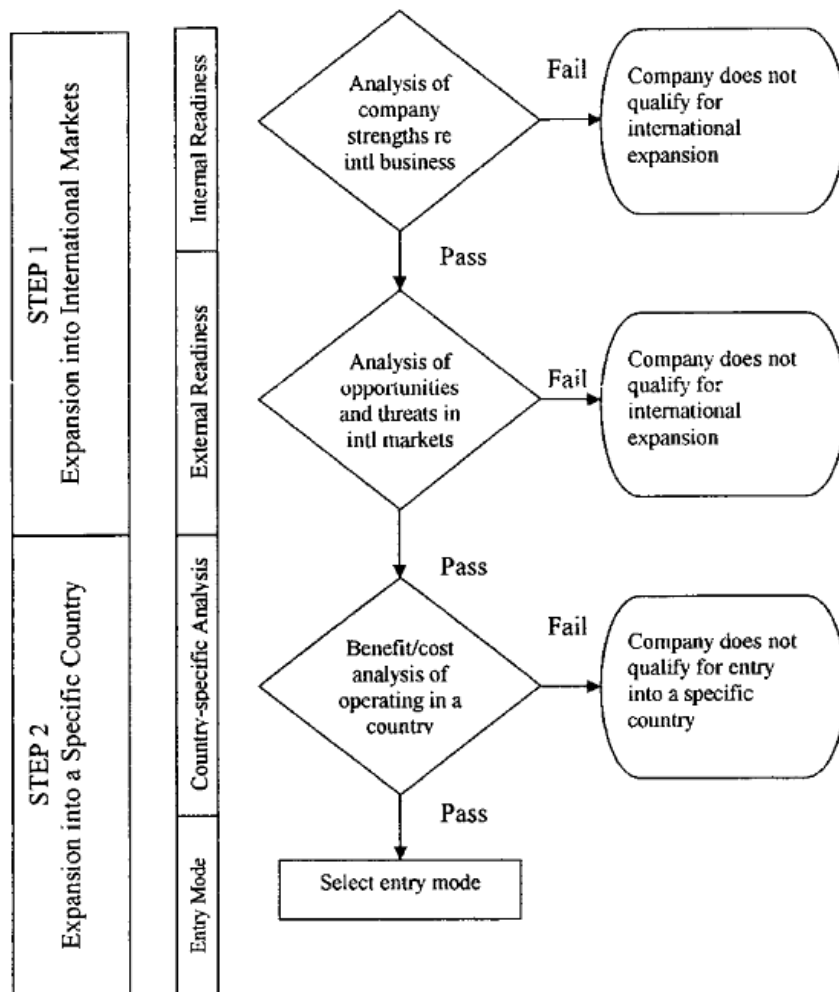 STEP 1
Expansion into International Markets
Internal Readiness
Analysis of
company
strengths re
intl business
Fail
Company does not
qualify for
international
expansion
Pass
External Readiness
Analysis of
opportunities
and threats in
intl markets
Fail
Company does not
qualify for
international
expansion
Pass
STEP 2
Expansion into a Specific Country
Country-specific Analysis
Benefit/cost
analysis of
operating in a
country
Fail
Company does not
qualify for entry
into a specific
country
Pass
Entry Mode
Select entry mode